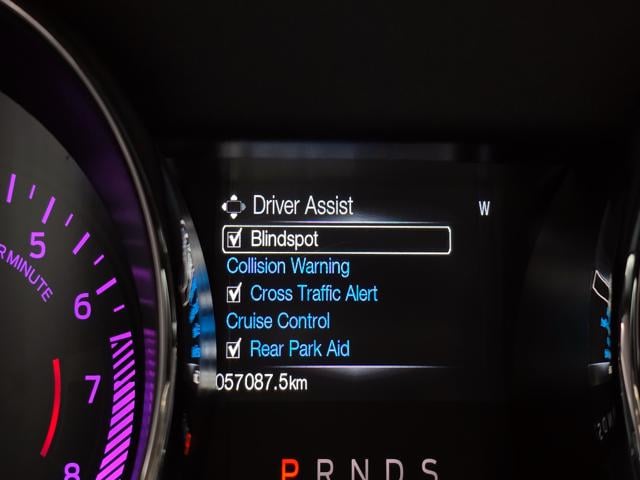 Driver Assist W
Blindspot
Collision Warning
Cross Traffic Alert
Cruise Control
Rear Park Aid
057087.5km
P R N D S
5
R MINUTE
6
7
8